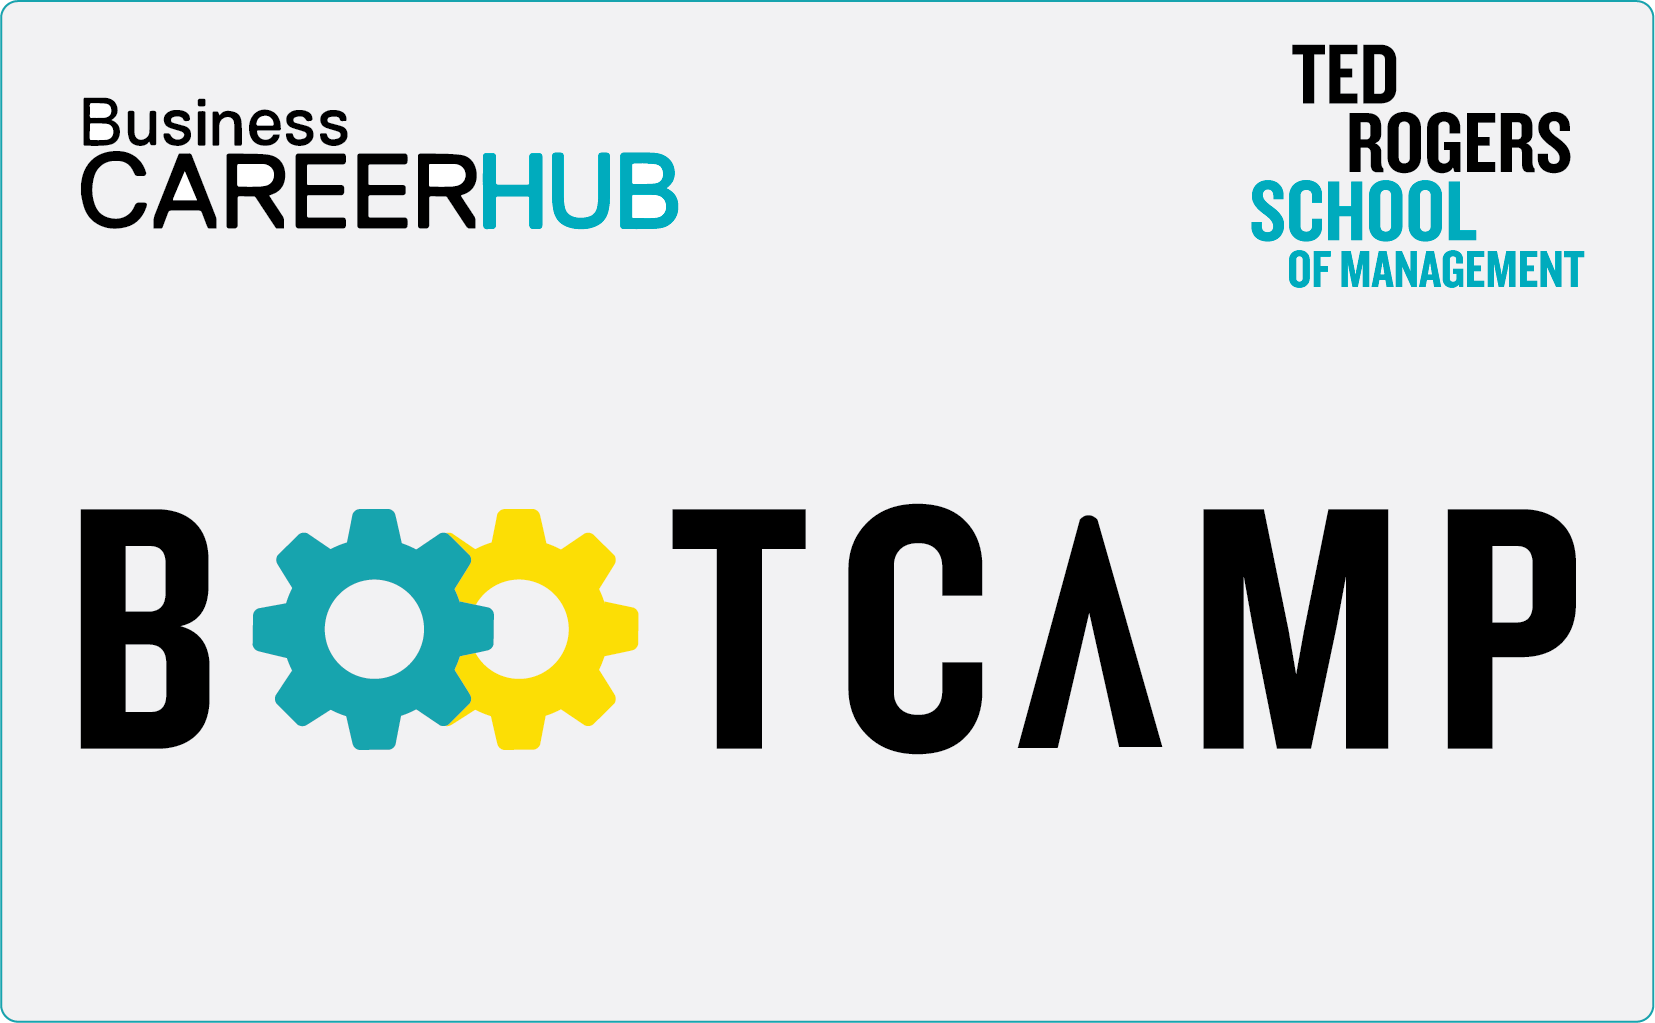 Business
CAREERHUB
TED
ROGERS
SCHOOL
OF MANAGEMENT
BOOTCAMP